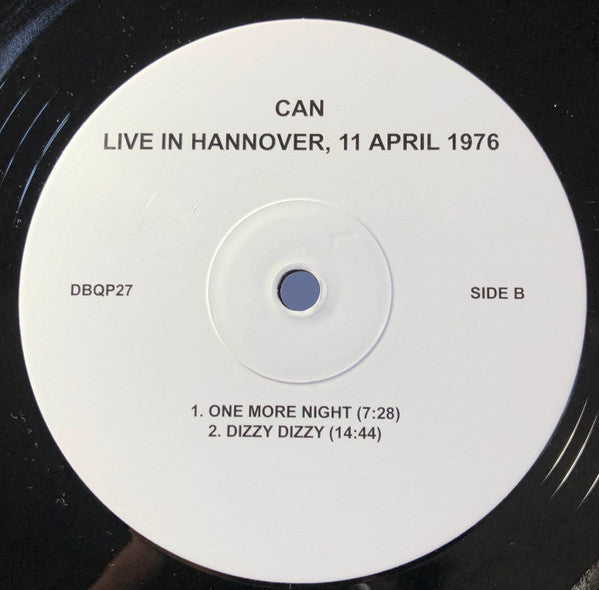 CAN
LIVE IN HANNOVER, 11 APRIL 1976
DBQP27
SIDE B
1. ONE MORE NIGHT (7:28)
2. DIZZY DIZZY (14:44)